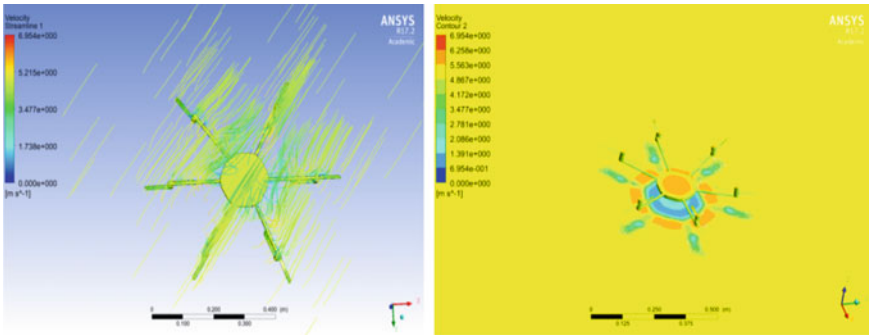 Velocity
Streamline 1
6.954e+000
5.215e+000
3.477e+000
1.738e+000
0.000e+000
[m s^-1]
ANSYS
R17.2
Academic
0
0.200
0.400 (m)
0.100
0.300
Velocity
Contour 2
6.954e+000
6.258e+000
5.563e+000
4.867e+000
4.172e+000
3.477e+000
2.781e+000
2.086e+000
1.391e+000
6.954e-001
0.000e+000
[m s^-1]
ANSYS
R17.2
Academic
0
0.250
0.500 (m)
0.125
0.375